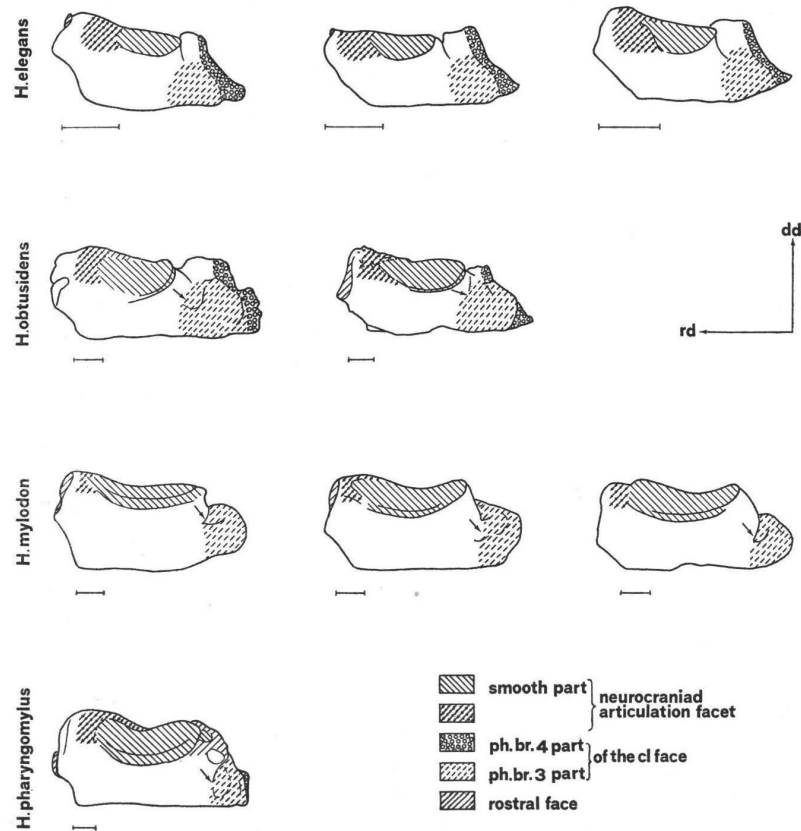 H.elegans
H.obtusidens
dd
rd
H.mylodon
H.pharyngomylus
smooth part
neurocraniad
articulation facet
ph.br.4 part
of the cl face
ph.br.3 part
rostral face